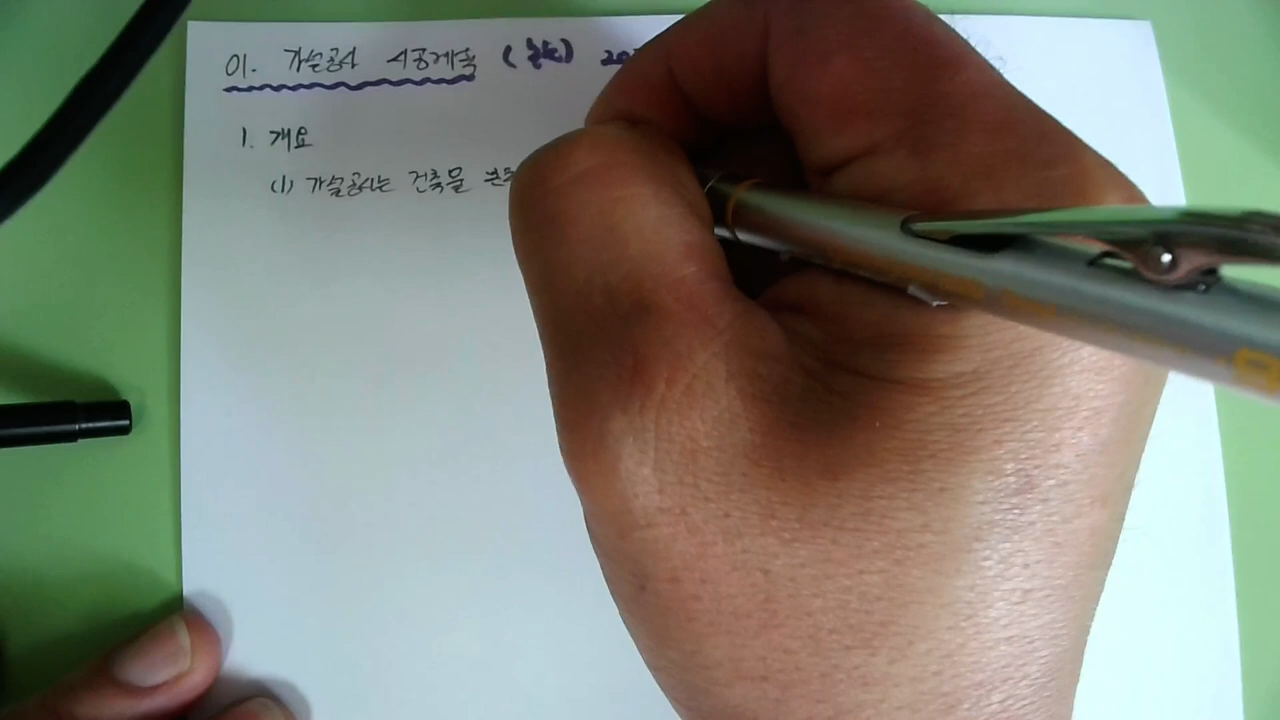 01. 가설공사 시공계획 ( ) 20
1. 개요
(1) 가설공사는 건축물